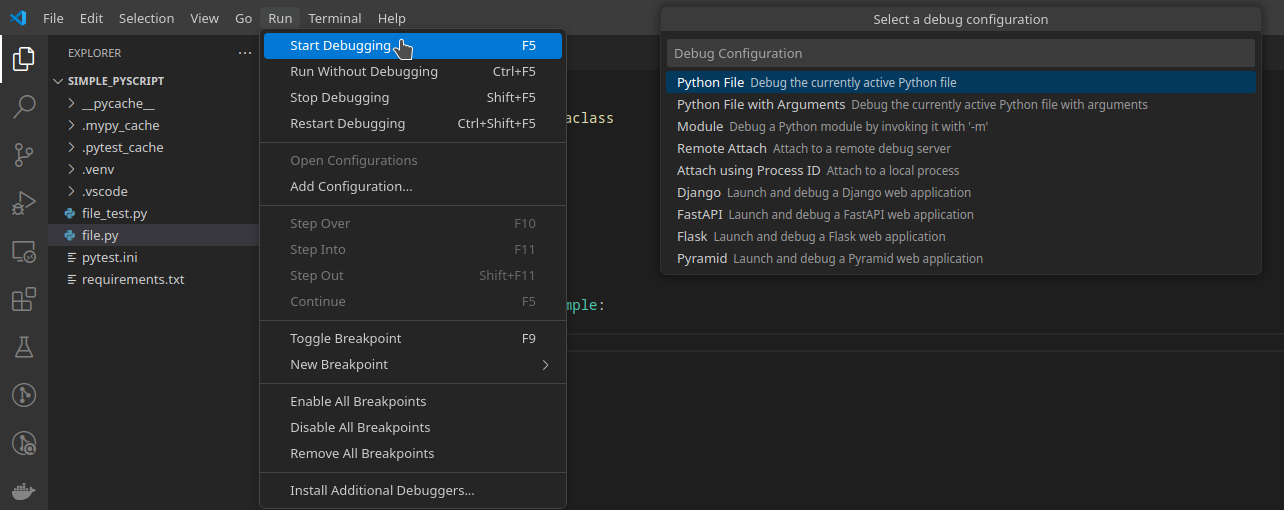 File Edit Selection View Go Run Terminal Help
EXPLORER
SIMPLE_PYSCRIPT
__pycache__
.mypy_cache
.pytest_cache
.venv
.vscode
file_test.py
file.py
pytest.ini
requirements.txt
Start Debugging F5
Run Without Debugging Ctrl+F5
Stop Debugging Shift+F5
Restart Debugging Ctrl+Shift+F5
Open Configurations
Add Configuration...
Step Over F10
Step Into F11
Step Out Shift+F11
Continue F5
Toggle Breakpoint F9
New Breakpoint
Enable All Breakpoints
Disable All Breakpoints
Remove All Breakpoints
Install Additional Debuggers...
aclass
mple:
Select a debug configuration
Debug Configuration
Python File Debug the currently active Python file
Python File with Arguments Debug the currently active Python file with arguments
Module Debug a Python module by invoking it with '-m'
Remote Attach Attach to a remote debug server
Attach using Process ID Attach to a local process
Django Launch and debug a Django web application
FastAPI Launch and debug a FastAPI web application
Flask Launch and debug a Flask web application
Pyramid Launch and debug a Pyramid web application